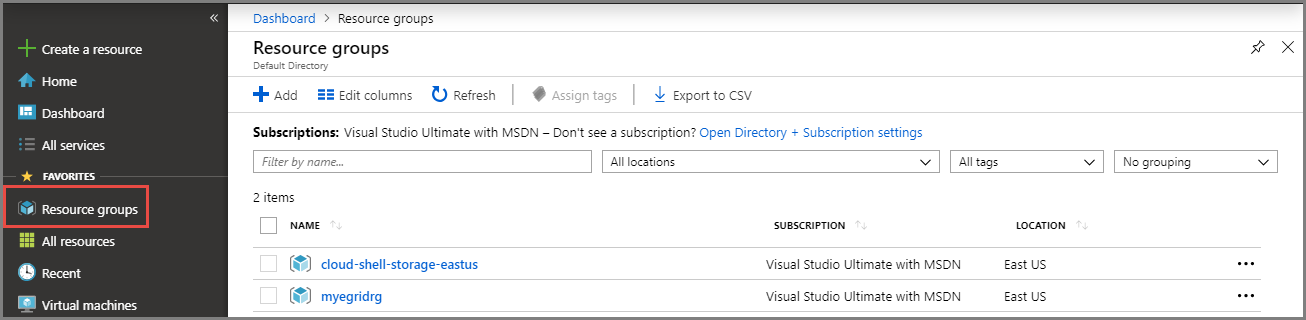 «
Create a resource
Home
Dashboard
All services
FAVORITES
Resource groups
All resources
Recent
Virtual machines
Dashboard > Resource groups
Resource groups
Default Directory
Add Edit columns Refresh Assign tags Export to CSV
Subscriptions: Visual Studio Ultimate with MSDN – Don't see a subscription? Open Directory + Subscription settings
Filter by name... All locations All tags No grouping
2 items
NAME SUBSCRIPTION LOCATION
cloud-shell-storage-eastus Visual Studio Ultimate with MSDN East US
myegridrg Visual Studio Ultimate with MSDN East US